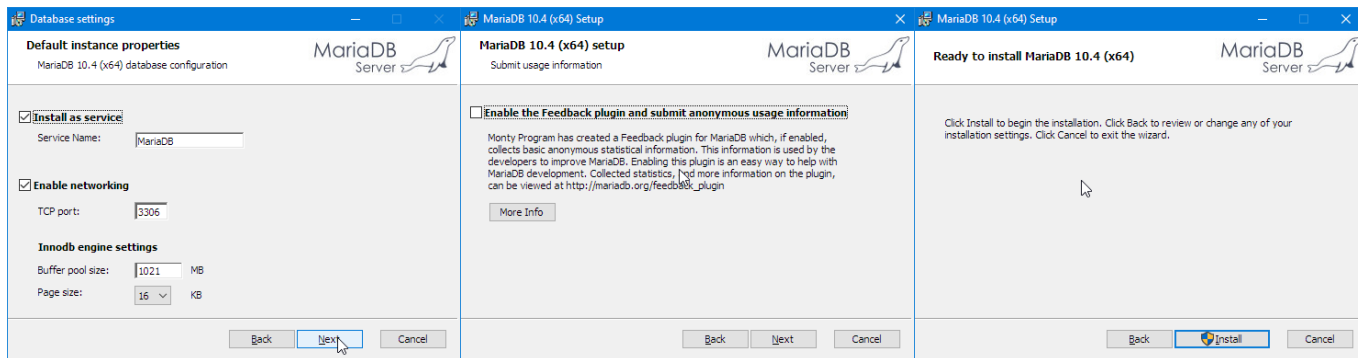 Database settings
Default instance properties
MariaDB 10.4 (x64) database configuration
MariaDB
Server
Install as service
Service Name: MariaDB
Enable networking
TCP port: 3306
Innodb engine settings
Buffer pool size: 1021 MB
Page size: 16 KB
Back Next Cancel
MariaDB 10.4 (x64) Setup
MariaDB 10.4 (x64) setup
Submit usage information
MariaDB
Server
Enable the Feedback plugin and submit anonymous usage information
Monty Program has created a Feedback plugin for MariaDB which, if enabled,
collects basic anonymous statistical information. This information is used by the
developers to improve MariaDB. Enabling this plugin is an easy way to help with
MariaDB development. Collected statistics, and more information on the plugin,
can be viewed at http://mariadb.org/feedback_plugin
More Info
Back Next Cancel
MariaDB 10.4 (x64) Setup
Ready to install MariaDB 10.4 (x64)
MariaDB
Server
Click Install to begin the installation. Click Back to review or change any of your
installation settings. Click Cancel to exit the wizard.
Back Install Cancel